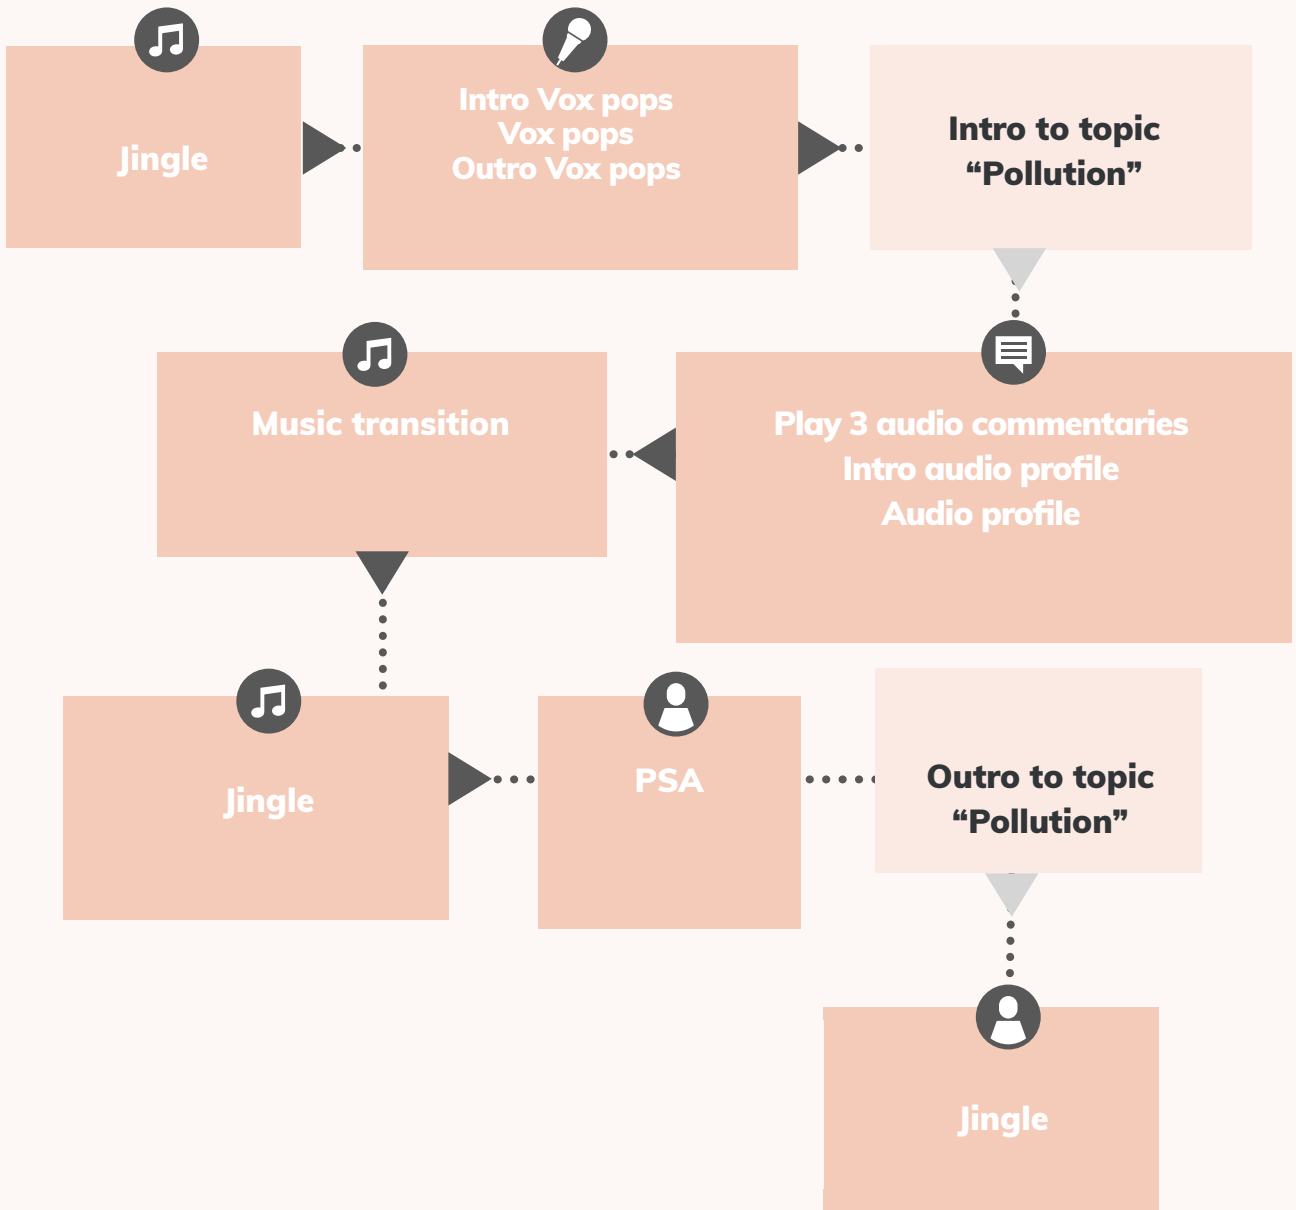 Jingle
Intro Vox pops
Vox pops
Outro Vox pops
Intro to topic
“Pollution”
Play 3 audio commentaries
Intro audio profile
Audio profile
Music transition
Jingle
PSA
Outro to topic
“Pollution”
Jingle